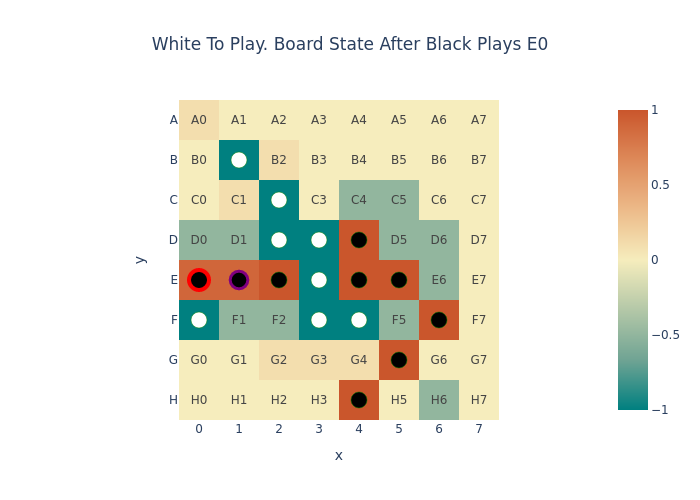 White To Play. Board State After Black Plays E0
A A0 A1 A2 A3 A4 A5 A6 A7
B B0 B2 B3 B4 B5 B6 B7
C C0 C1 C3 C4 C5 C6 C7
D D0 D1 D5 D6 D7
E E6 E7
F F1 F2 F5 F7
G G0 G1 G2 G3 G4 G6 G7
H H0 H1 H2 H3 H5 H6 H7
0 1 2 3 4 5 6 7
x
y
1
0.5
0
−0.5
−1